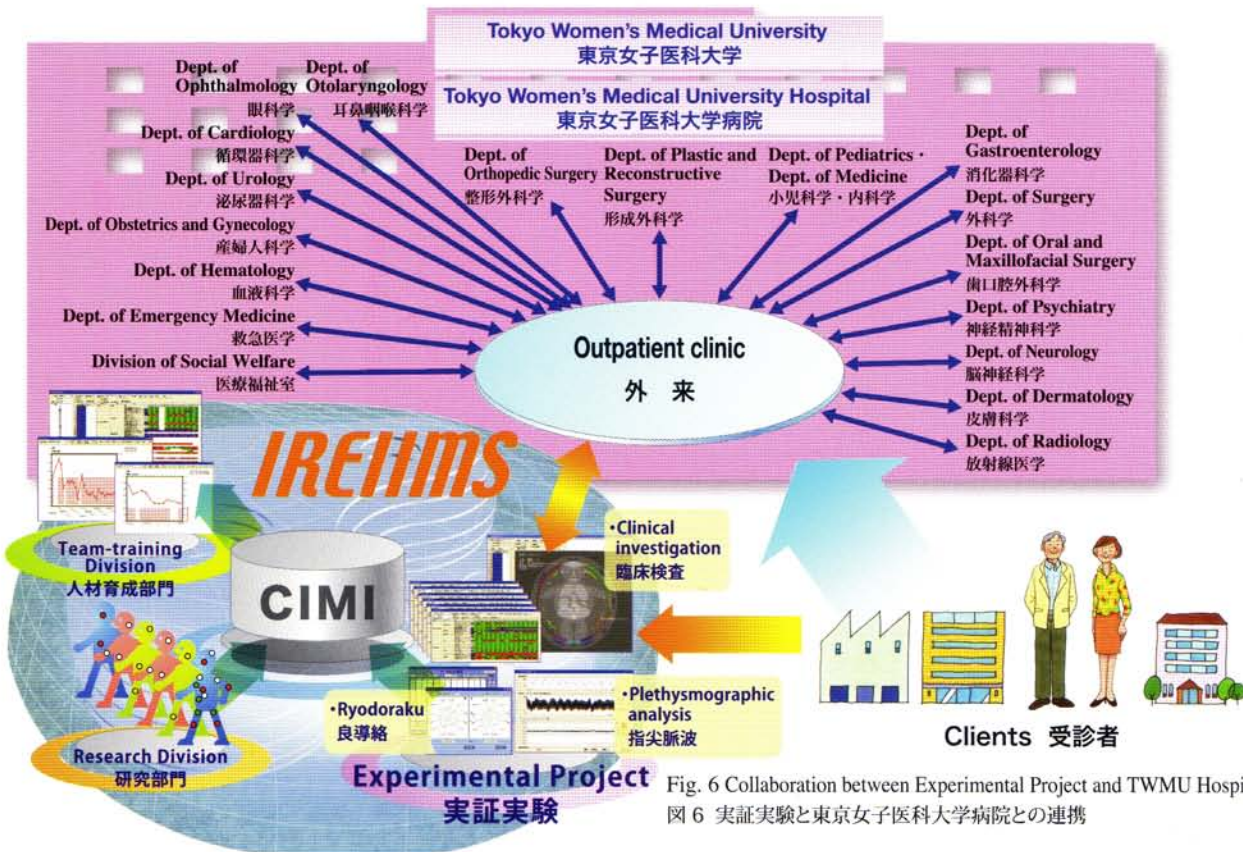 Tokyo Women's Medical University
東京女子医科大学
Tokyo Women's Medical University Hospital
東京女子医科大学病院
Dept. of
Ophthalmology
眼科学
Dept. of
Otolaryngology
耳鼻咽喉科学
Dept. of Cardiology
循環器科学
Dept. of Urology
泌尿器科学
Dept. of Obstetrics and Gynecology
産婦人科学
Dept. of Hematology
血液科学
Dept. of Emergency Medicine
救急医学
Division of Social Welfare
医療福祉室
Dept. of
Orthopedic Surgery
整形外科学
Dept. of Plastic and
Reconstructive
Surgery
形成外科学
Dept. of Pediatrics・
Dept. of Medicine
小児科学・内科学
Dept. of
Gastroenterology
消化器科学
Dept. of Surgery
外科学
Dept. of Oral and
Maxillofacial Surgery
歯口腔外科学
Dept. of Psychiatry
神経精神科学
Dept. of Neurology
脳神経科学
Dept. of Dermatology
皮膚科学
Dept. of Radiology
放射線医学
Outpatient clinic
外 来
IREIIMS
Team-training
Division
人材育成部門
CIMI
・Clinical
investigation
臨床検査
Research Division
研究部門
・Ryodoraku
良導絡
・Plethysmographic
analysis
指尖脈波
Experimental Project
実証実験
Clients 受診者
Fig. 6 Collaboration between Experimental Project and TWMU Hospi
図 6 実証実験と東京女子医科大学病院との連携